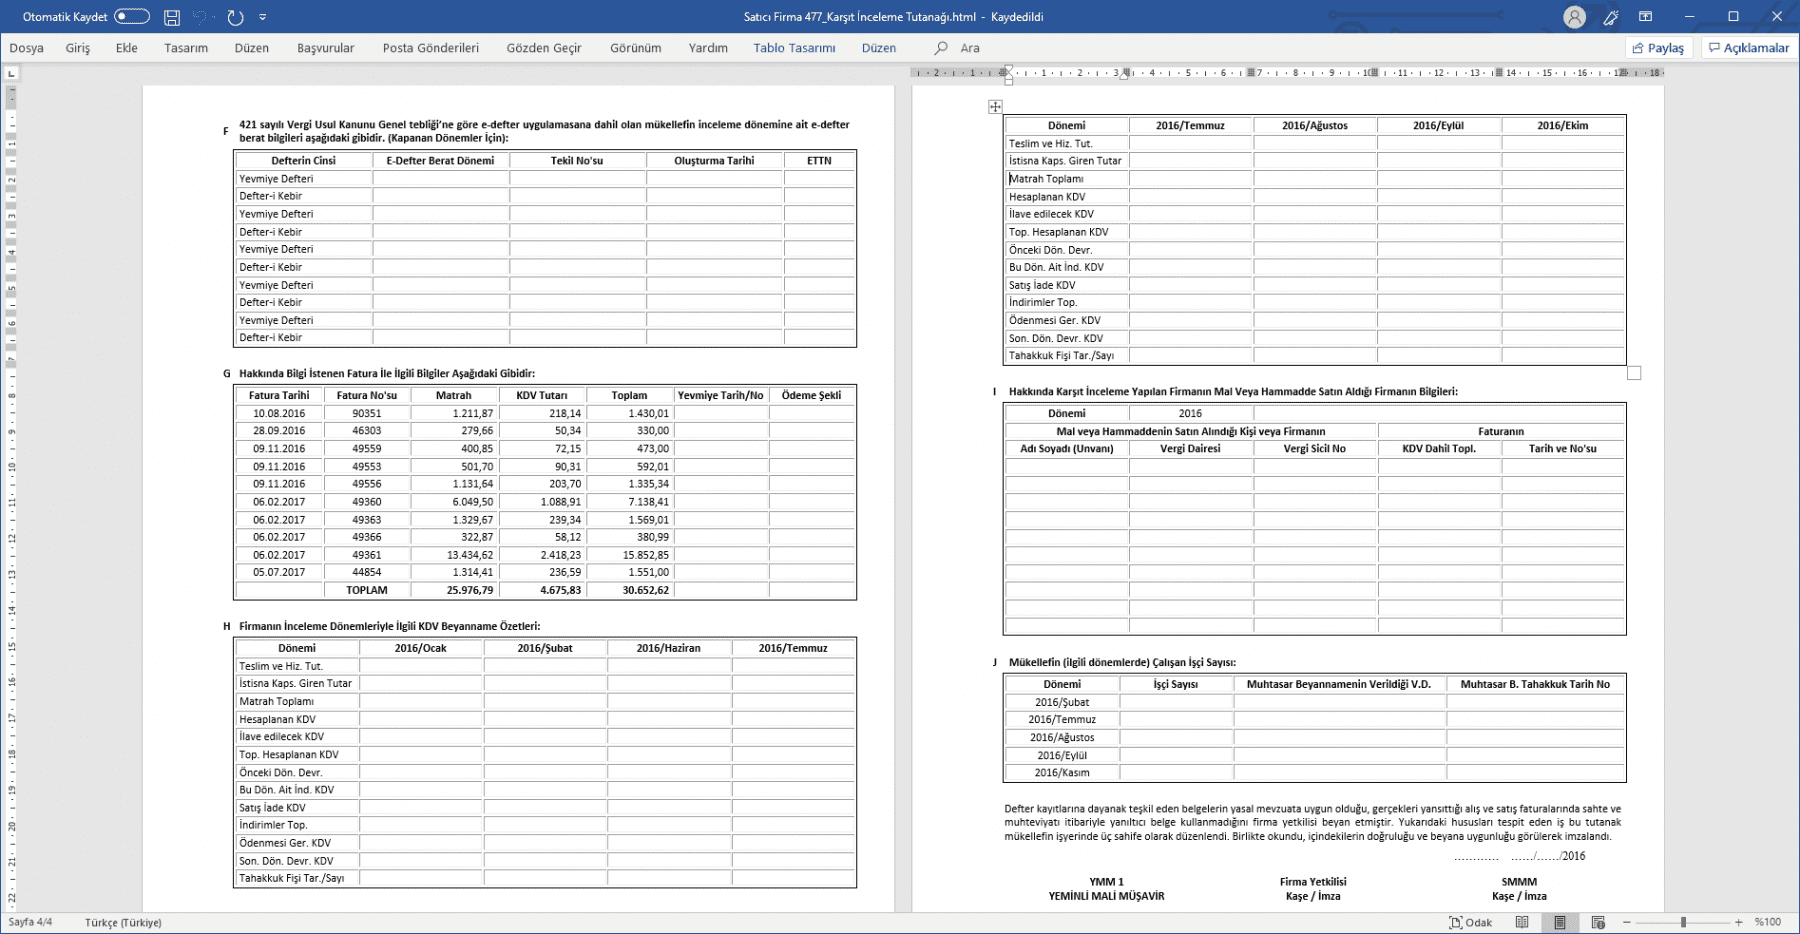 Otomatik Kaydet
Satıcı Firma 477_Karşıt İnceleme Tutanağı.html - Kaydedildi
Dosya Giriş Ekle Tasarım Düzen Başvurular Posta Gönderileri Gözden Geçir Görünüm Yardım Tablo Tasarımı Düzen Ara Paylaş Açıklamalar
F 421 sayılı Vergi Usul Kanunu Genel tebliği'ne göre e-defter uygulamasana dahil olan mükellefin inceleme dönemine ait e-defter
berat bilgileri aşağıdaki gibidir. (Kapanan Dönemler İçin):
Defterin Cinsi E-Defter Berat Dönemi Tekil No'su Oluşturma Tarihi ETTN
Yevmiye Defteri
Defter-i Kebir
Yevmiye Defteri
Defter-i Kebir
Yevmiye Defteri
Defter-i Kebir
Yevmiye Defteri
Defter-i Kebir
Yevmiye Defteri
Defter-i Kebir
G Hakkında Bilgi İstenen Fatura İle İlgili Bilgiler Aşağıdaki Gibidir:
Fatura Tarihi Fatura No'su Matrah KDV Tutarı Toplam Yevmiye Tarih/No Ödeme Şekli
10.08.2016 90351 1.211,87 218,14 1.430,01
28.09.2016 46303 279,66 50,34 330,00
09.11.2016 49559 400,85 72,15 473,00
09.11.2016 49553 501,70 90,31 592,01
09.11.2016 49556 1.131,64 203,70 1.335,34
06.02.2017 49360 6.049,50 1.088,91 7.138,41
06.02.2017 49363 1.329,67 239,34 1.569,01
06.02.2017 49366 322,87 58,12 380,99
06.02.2017 49361 13.434,62 2.418,23 15.852,85
05.07.2017 44854 1.314,41 236,59 1.551,00
TOPLAM 25.976,79 4.675,83 30.652,62
H Firmanın İnceleme Dönemleriyle İlgili KDV Beyanname Özetleri:
Dönemi 2016/Ocak 2016/Şubat 2016/Haziran 2016/Temmuz
Teslim ve Hiz. Tut.
İstisna Kaps. Giren Tutar
Matrah Toplamı
Hesaplanan KDV
İlave edilecek KDV
Top. Hesaplanan KDV
Önceki Dön. Devr.
Bu Dön. Ait İnd. KDV
Satış İade KDV
İndirimler Top.
Ödenmesi Ger. KDV
Son. Dön. Devr. KDV
Tahakkuk Fişi Tar./Sayı
Dönemi 2016/Temmuz 2016/Ağustos 2016/Eylül 2016/Ekim
Teslim ve Hiz. Tut.
İstisna Kaps. Giren Tutar
Matrah Toplamı
Hesaplanan KDV
İlave edilecek KDV
Top. Hesaplanan KDV
Önceki Dön. Devr.
Bu Dön. Ait İnd. KDV
Satış İade KDV
İndirimler Top.
Ödenmesi Ger. KDV
Son. Dön. Devr. KDV
Tahakkuk Fişi Tar./Sayı
I Hakkında Karşıt İnceleme Yapılan Firmanın Mal Veya Hammadde Satın Aldığı Firmanın Bilgileri:
Dönemi 2016
Mal veya Hammaddenin Satın Alındığı Kişi veya Firmanın Faturanın
Adı Soyadı (Unvanı) Vergi Dairesi Vergi Sicil No KDV Dahil Topl. Tarih ve No'su
J Mükellefin (ilgili dönemlerde) Çalışan İşçi Sayısı:
Dönemi İşçi Sayısı Muhtasar Beyannamenin Verildiği V.D. Muhtasar B. Tahakkuk Tarih No
2016/Şubat
2016/Temmuz
2016/Ağustos
2016/Eylül
2016/Kasım
Defter kayıtlarına dayanak teşkil eden belgelerin yasal mevzuata uygun olduğu, gerçekleri yansıttığı alış ve satış faturalarında sahte ve
muhteviyatı itibariyle yanıltıcı belge kullanmadığını firma yetkilisi beyan etmiştir. Yukarıdaki hususları tespit eden iş bu tutanak
mükellefin işyerinde üç sahife olarak düzenlendi. Birlikte okundu, içindekilerin doğruluğu ve beyana uygunluğu görülerek imzalandı.
............ ....../....../2016
YMM 1 Firma Yetkilisi SMMM
YEMİNLİ MALİ MÜŞAVİR Kaşe / İmza Kaşe / İmza
Sayfa 4/4 Türkçe (Türkiye) Odak %100